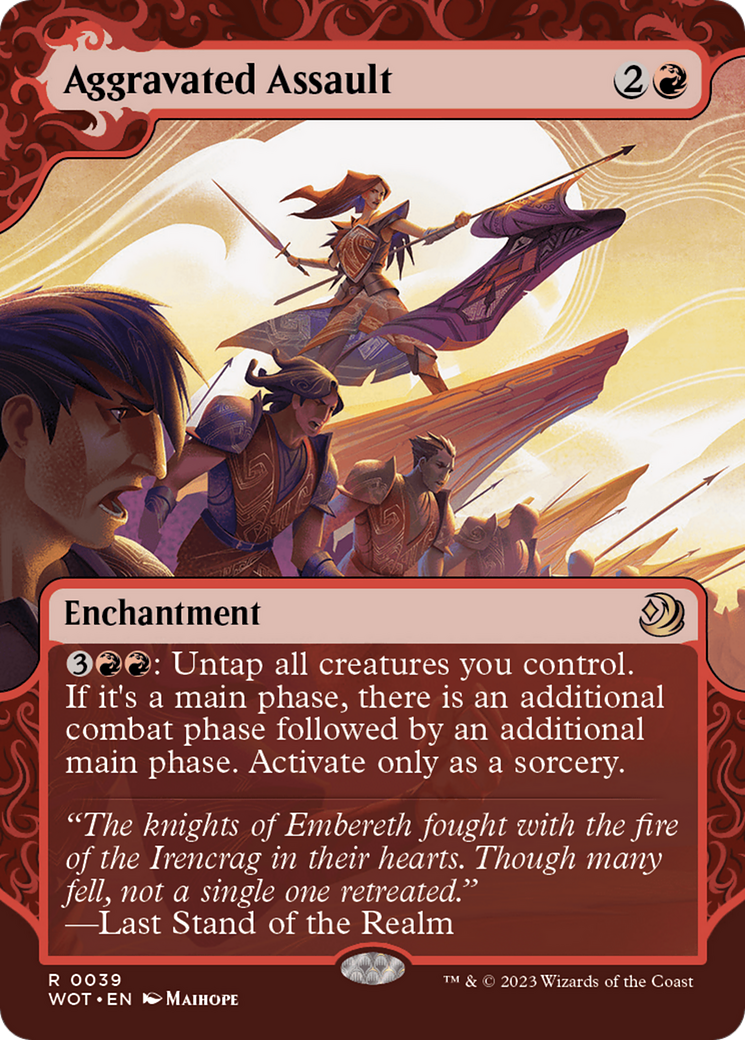 Aggravated Assault 2
Enchantment
3: Untap all creatures you control.
If it's a main phase, there is an additional
combat phase followed by an additional
main phase. Activate only as a sorcery.
“The knights of Embereth fought with the fire
of the Irencrag in their hearts. Though many
fell, not a single one retreated.”
—Last Stand of the Realm
R 0039
WOT • EN MAIHOPE
™ & © 2023 Wizards of the Coast